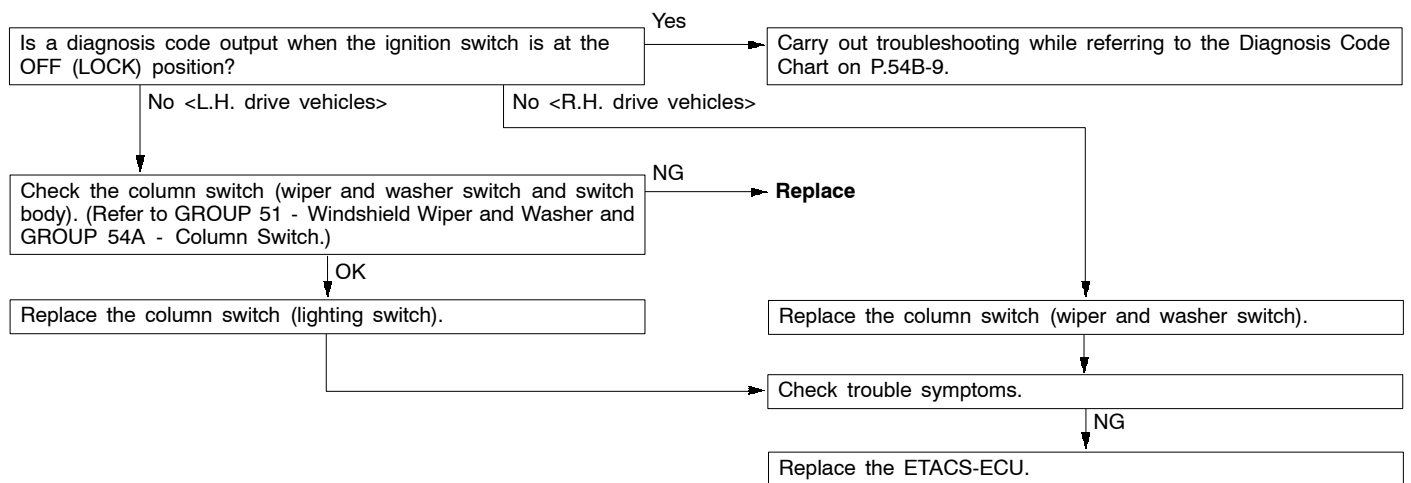 Is a diagnosis code output when the ignition switch is at the
OFF (LOCK) position?
Yes
Carry out troubleshooting while referring to the Diagnosis Code
Chart on P.54B-9.
No <L.H. drive vehicles>
No <R.H. drive vehicles>
Check the column switch (wiper and washer switch and switch
body). (Refer to GROUP 51 - Windshield Wiper and Washer and
GROUP 54A - Column Switch.)
NG
Replace
OK
Replace the column switch (lighting switch).
Replace the column switch (wiper and washer switch).
Check trouble symptoms.
NG
Replace the ETACS-ECU.